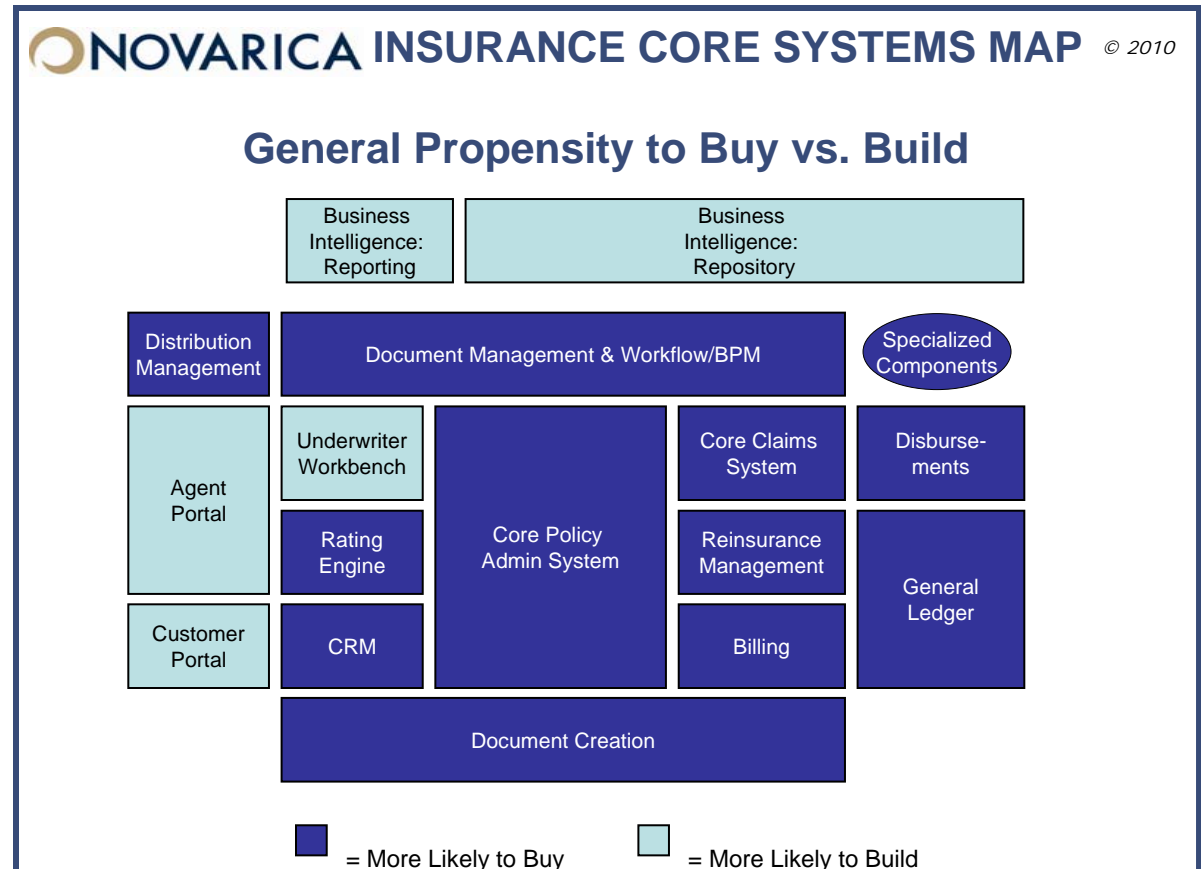 NOVARICA INSURANCE CORE SYSTEMS MAP © 2010
General Propensity to Buy vs. Build
Business
Intelligence:
Reporting
Business
Intelligence:
Repository
Distribution
Management
Document Management & Workflow/BPM
Specialized
Components
Agent
Portal
Underwriter
Workbench
Core Policy
Admin System
Core Claims
System
Disburse-
ments
Rating
Engine
Reinsurance
Management
General
Ledger
Customer
Portal
CRM
Billing
Document Creation
= More Likely to Buy
= More Likely to Build